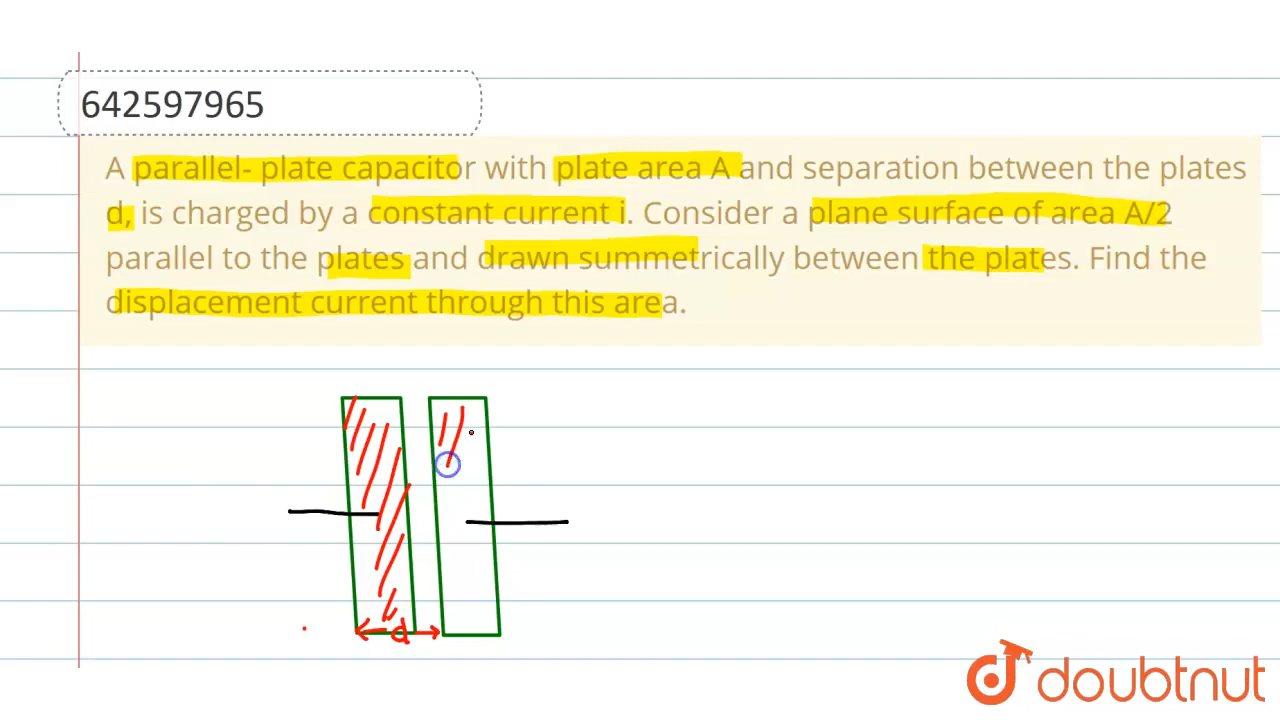 642597965
A parallel- plate capacitor with plate area A and separation between the plates
d, is charged by a constant current i. Consider a plane surface of area A/2
parallel to the plates and drawn summetrically between the plates. Find the
displacement current through this area.
d
doubtnut